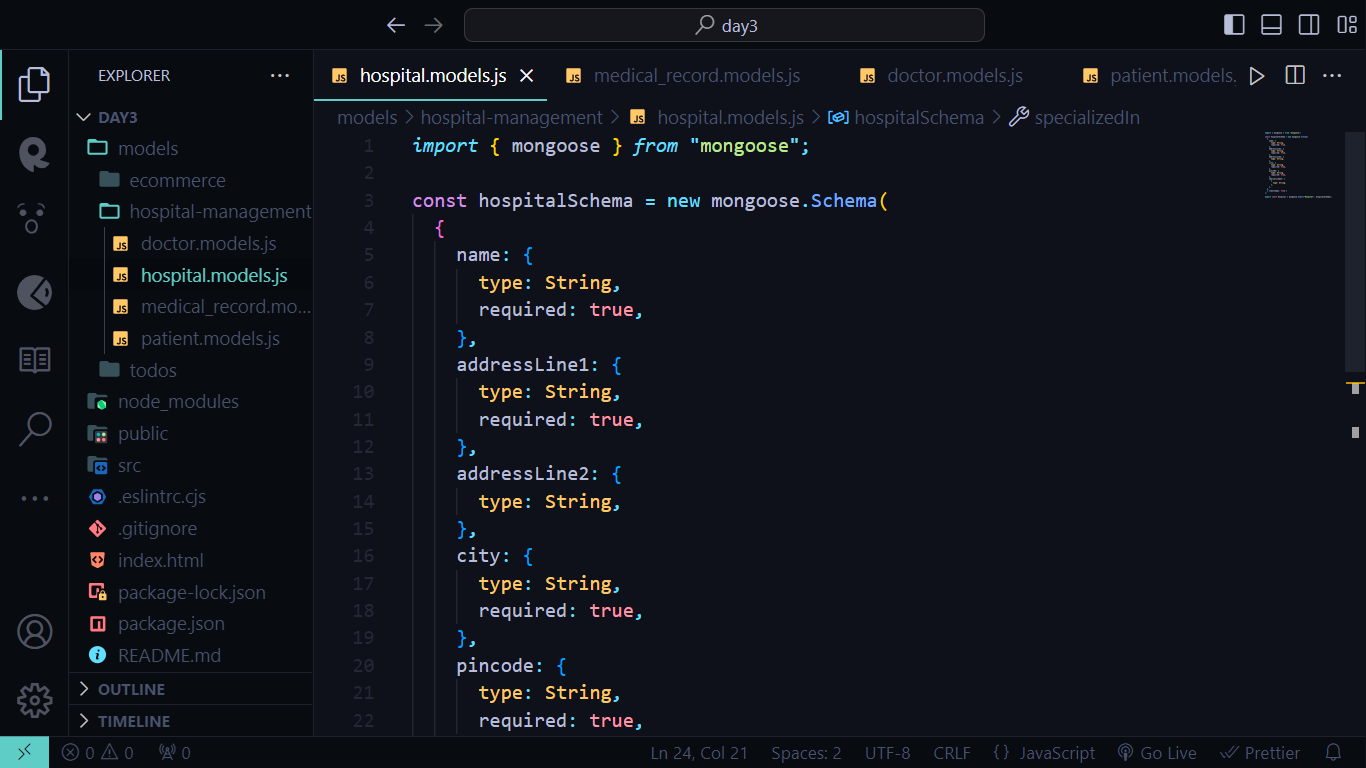 day3
EXPLORER
DAY3
models
ecommerce
hospital-management
doctor.models.js
hospital.models.js
medical_record.mo...
patient.models.js
todos
node_modules
public
src
.eslintrc.cjs
.gitignore
index.html
package-lock.json
package.json
README.md
OUTLINE
TIMELINE
JS hospital.models.js JS medical_record.models.js JS doctor.models.js JS patient.models.
models > hospital-management > JS hospital.models.js > hospitalSchema > specializedIn
1 import { mongoose } from "mongoose";
2
3 const hospitalSchema = new mongoose.Schema(
4 {
5 name: {
6 type: String,
7 required: true,
8 },
9 addressLine1: {
10 type: String,
11 required: true,
12 },
13 addressLine2: {
14 type: String,
15 },
16 city: {
17 type: String,
18 required: true,
19 },
20 pincode: {
21 type: String,
22 required: true,
0 0 0 Ln 24, Col 21 Spaces: 2 UTF-8 CRLF {} JavaScript Go Live Prettier